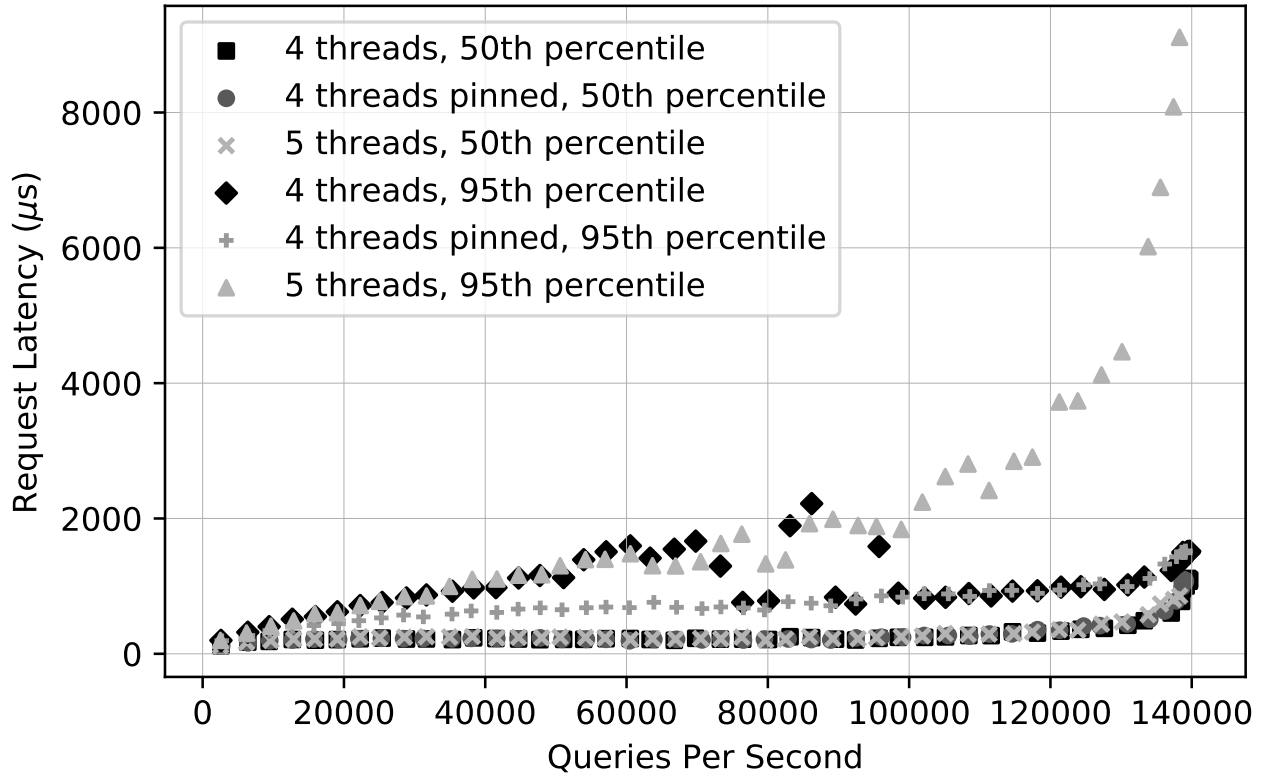 4 threads, 50th percentile
4 threads pinned, 50th percentile
5 threads, 50th percentile
4 threads, 95th percentile
4 threads pinned, 95th percentile
5 threads, 95th percentile
8000
6000
4000
2000
0
Request Latency (μs)
0 20000 40000 60000 80000 100000 120000 140000
Queries Per Second